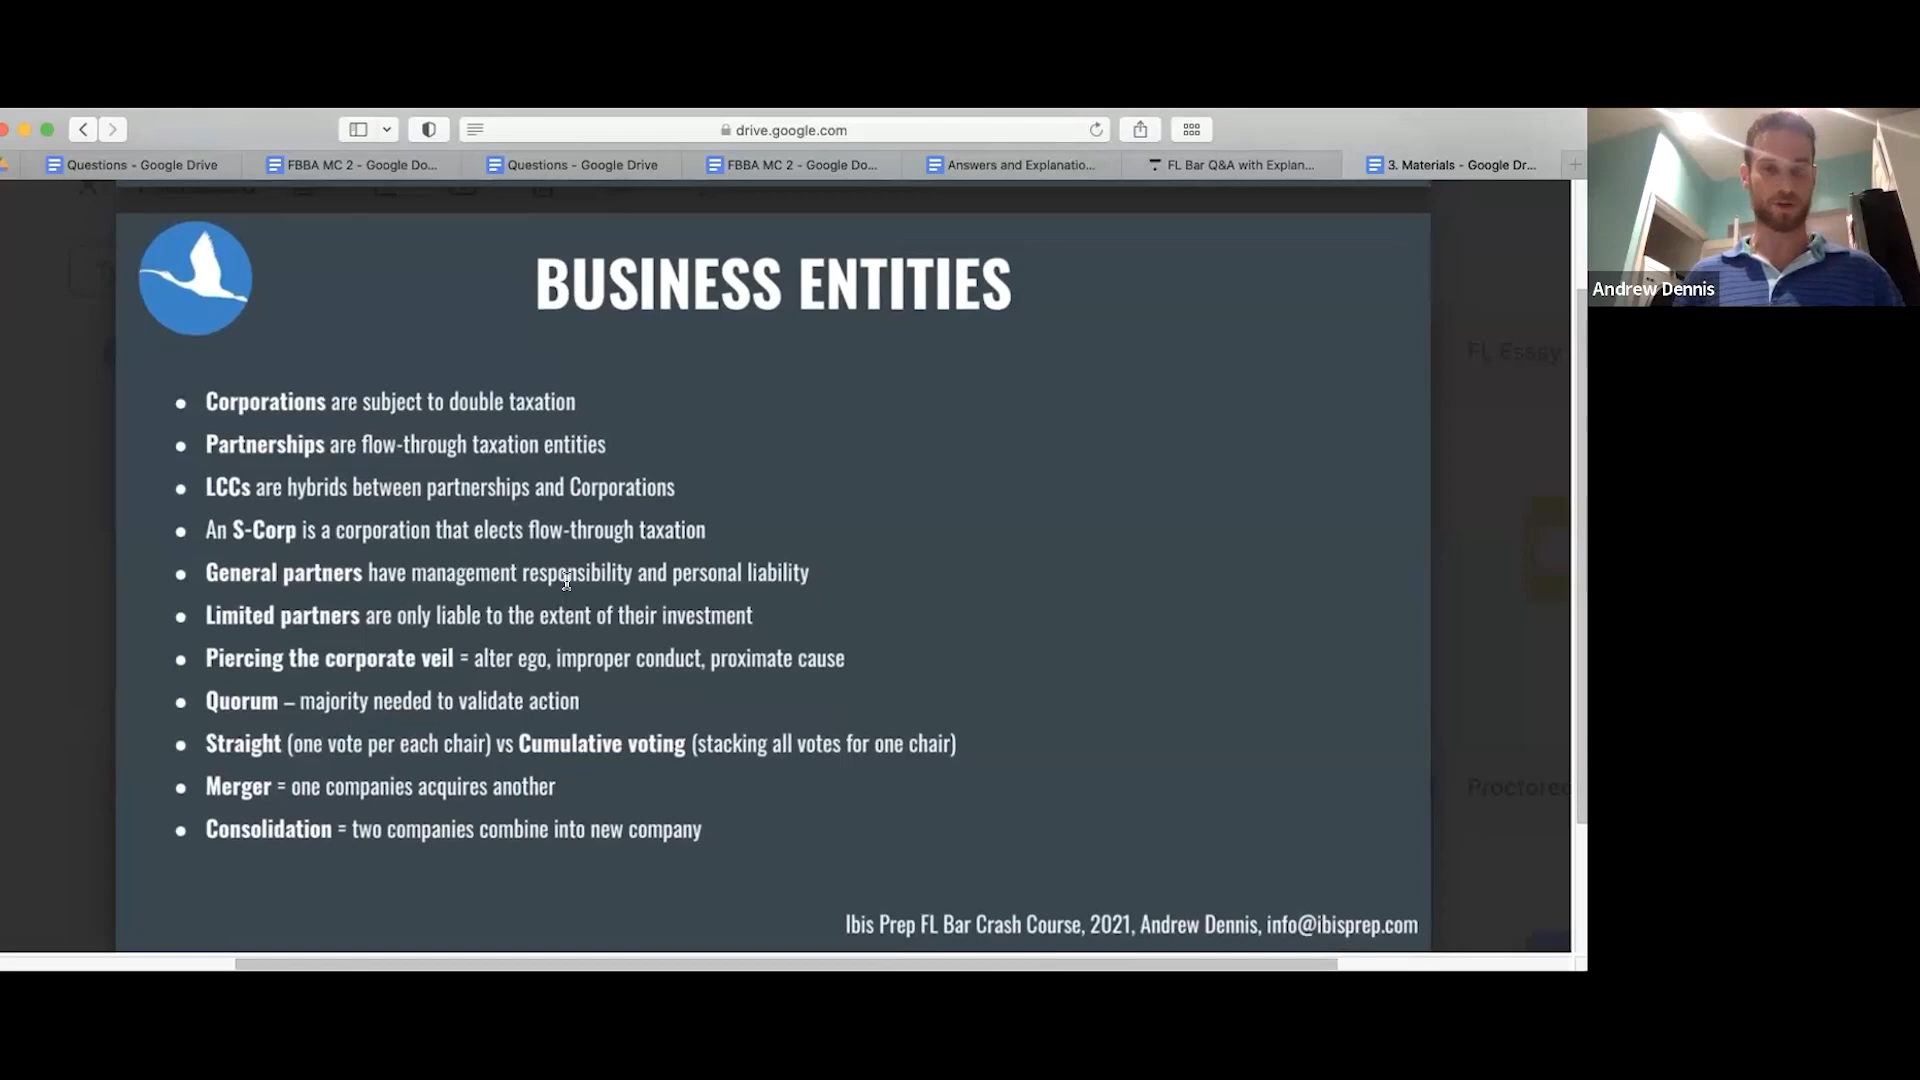 drive.google.com
Questions - Google Drive
FBBA MC 2 - Google Do...
Questions - Google Drive
FBBA MC 2 - Google Do...
Answers and Explanatio...
FL Bar Q&A with Explan...
3. Materials - Google Dr...
BUSINESS ENTITIES
Andrew Dennis
FL Essay
Corporations are subject to double taxation
Partnerships are flow-through taxation entities
LCCs are hybrids between partnerships and Corporations
An S-Corp is a corporation that elects flow-through taxation
General partners have management responsibility and personal liability
Limited partners are only liable to the extent of their investment
Piercing the corporate veil = alter ego, improper conduct, proximate cause
Quorum – majority needed to validate action
Straight (one vote per each chair) vs Cumulative voting (stacking all votes for one chair)
Merger = one companies acquires another
Proctored
Consolidation = two companies combine into new company
Ibis Prep FL Bar Crash Course, 2021, Andrew Dennis, info@ibisprep.com